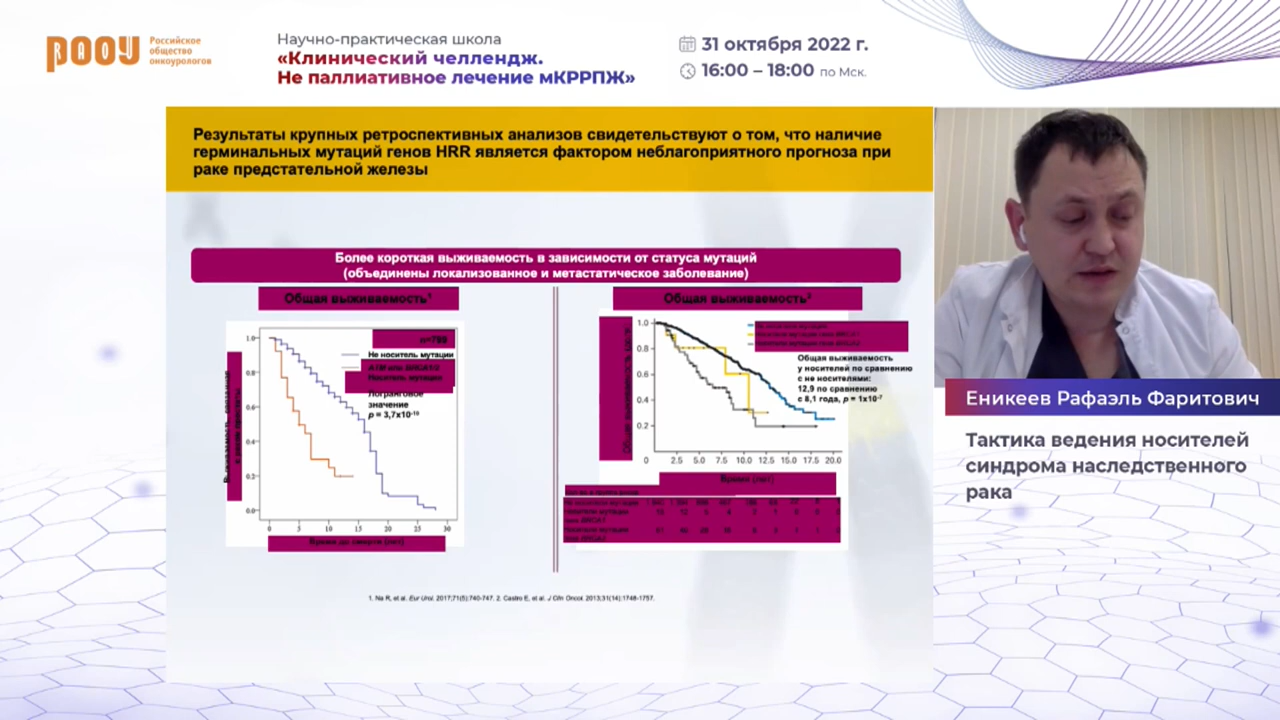 РАОУ
Российское
общество
онкоурологов
Научно-практическая школа
«Клинический челлендж.
Не паллиативное лечение мКРРПЖ»
31 октября 2022 г.
16:00 – 18:00 по Мск.
Результаты крупных ретроспективных анализов свидетельствуют о том, что наличие
герминальных мутаций генов HRR является фактором неблагоприятного прогноза при
раке предстательной железы
Более короткая выживаемость в зависимости от статуса мутаций
(объединены локализованное и метастатическое заболевание)
Общая выживаемость¹
n=799
Не носитель мутации
ATM или BRCA1/2
Носитель мутации
Логранговое
значение
p = 3,7x10⁻¹⁰
1.0
0.8
0.6
0.4
0.2
0.0
0 5 10 15 20 25 30
Время до смерти (лет)
Общая выживаемость²
Общая выживаемость
у носителей по сравнению
с не носителями:
12,9 по сравнению
с 8,1 года, p = 1x10⁻⁷
1.0
0.8
0.6
0.4
0.2
0 2.5 5.0 7.5 10.0 12.5 15.0 17.5 20.0
Время (лет)
1. Na R, et al. Eur Urol. 2017;71(5):740-747. 2. Castro E, et al. J Clin Oncol. 2013;31(14):1748-1757.
Еникеев Рафаэль Фаритович
Тактика ведения носителей
синдрома наследственного
рака